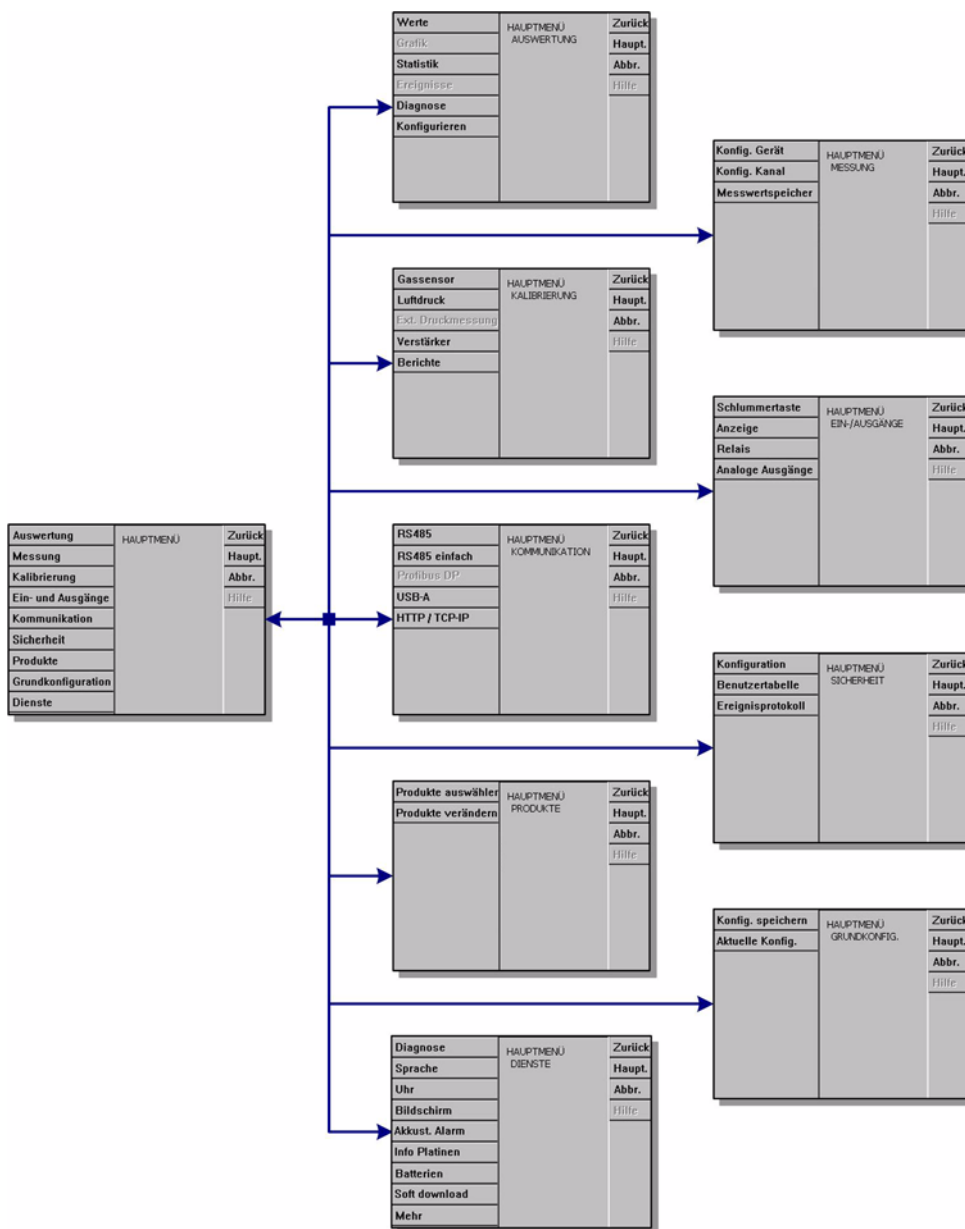 Werte
Grafik
Statistik
Ereignisse
Diagnose
Konfigurieren
HAUPTMENÜ
AUSWERTUNG
Zurück
Haupt.
Abbr.
Hilfe
Konfig. Gerät
Konfig. Kanal
Messwertspeicher
HAUPTMENÜ
MESSUNG
Zurück
Haupt.
Abbr.
Hilfe
Gassensor
Luftdruck
Ext. Druckmessung
Verstärker
Berichte
HAUPTMENÜ
KALIBRIERUNG
Zurück
Haupt.
Abbr.
Hilfe
Schlummertaste
Anzeige
Relais
Analoge Ausgänge
HAUPTMENÜ
EIN-/AUSGÄNGE
Zurück
Haupt.
Abbr.
Hilfe
Auswertung
Messung
Kalibrierung
Ein- und Ausgänge
Kommunikation
Sicherheit
Produkte
Grundkonfiguration
Dienste
HAUPTMENÜ
Zurück
Haupt.
Abbr.
Hilfe
RS485
RS485 einfach
Profibus DP
USB-A
HTTP / TCP-IP
HAUPTMENÜ
KOMMUNIKATION
Zurück
Haupt.
Abbr.
Hilfe
Konfiguration
Benutzertabelle
Ereignisprotokoll
HAUPTMENÜ
SICHERHEIT
Zurück
Haupt.
Abbr.
Hilfe
Produkte auswähler
Produkte verändern
HAUPTMENÜ
PRODUKTE
Zurück
Haupt.
Abbr.
Hilfe
Konfig. speichern
Aktuelle Konfig.
HAUPTMENÜ
GRUNDKONFIG.
Zurück
Haupt.
Abbr.
Hilfe
Diagnose
Sprache
Uhr
Bildschirm
Akkust. Alarm
Info Platinen
Batterien
Soft download
Mehr
HAUPTMENÜ
DIENSTE
Zurück
Haupt.
Abbr.
Hilfe